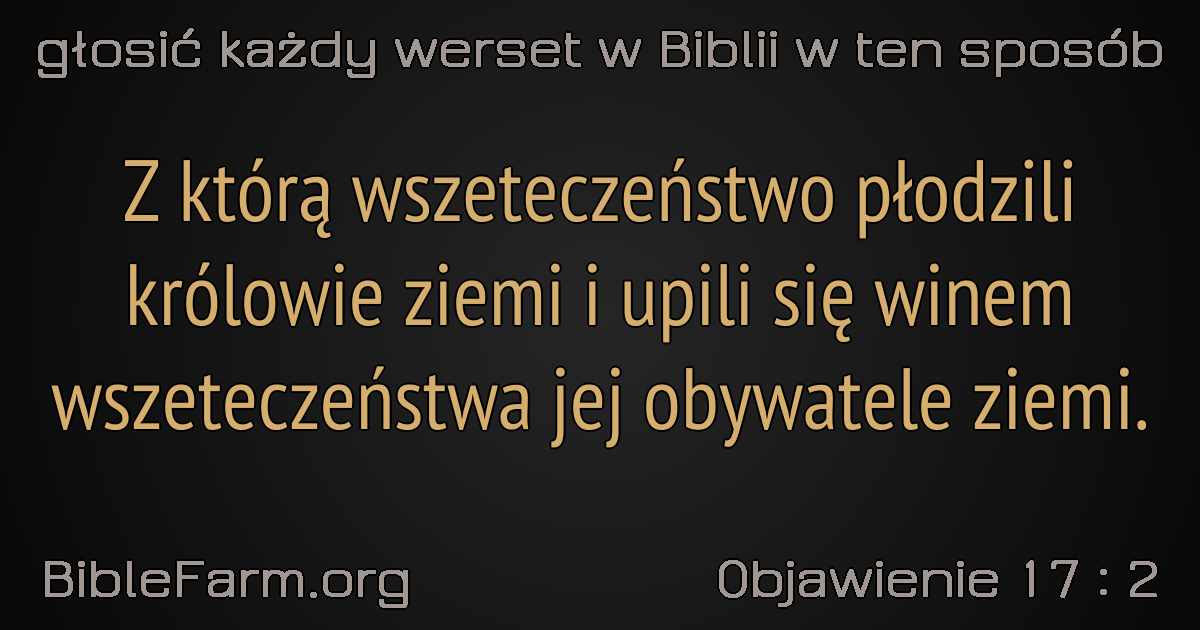 głosić każdy werset w Biblii w ten sposób
Z którą wszeteczeństwo płodzili
królowie ziemi i upili się winem
wszeteczeństwa jej obywatele ziemi.
BibleFarm.org
Objawienie 17 : 2